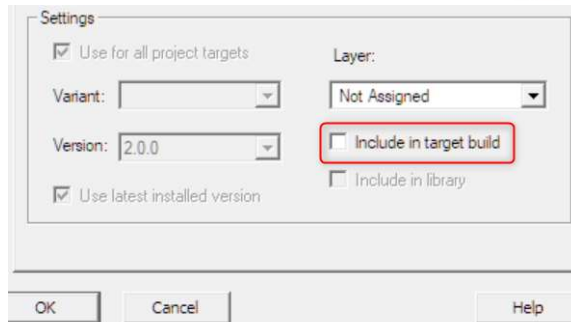 Settings
Use for all project targets
Layer:
Variant:
Not Assigned
Version: 2.0.0
Include in target build
Use latest installed version
Include in library
OK Cancel Help